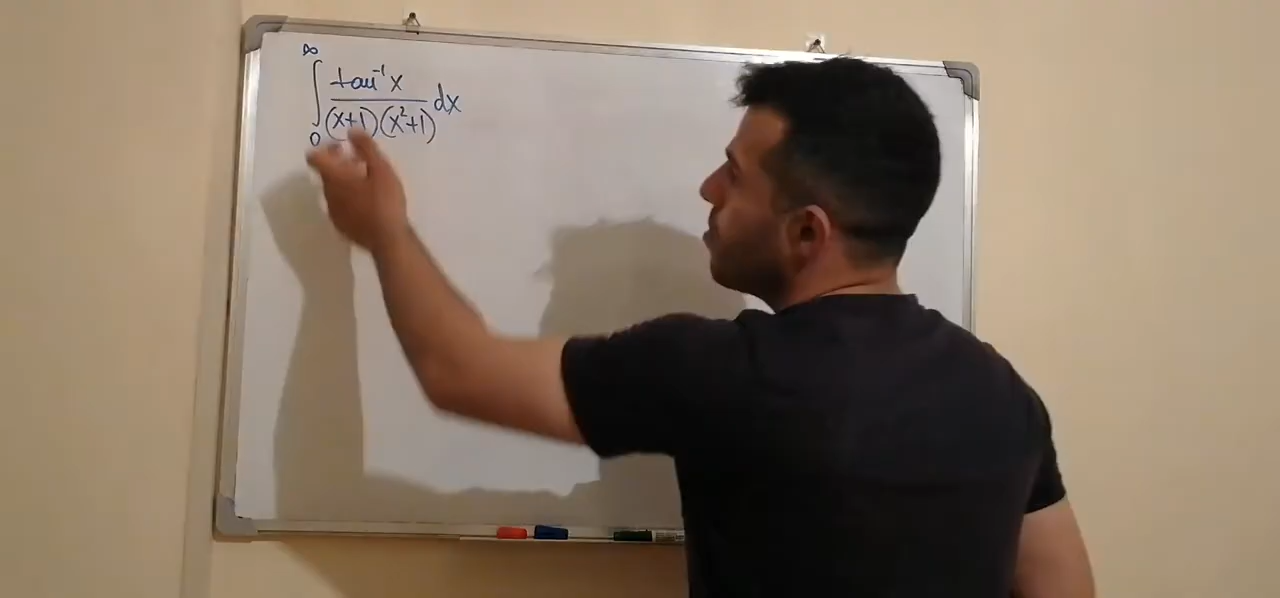 ∞
∫ tan⁻¹x / (x+1)(x²+1) dx
0